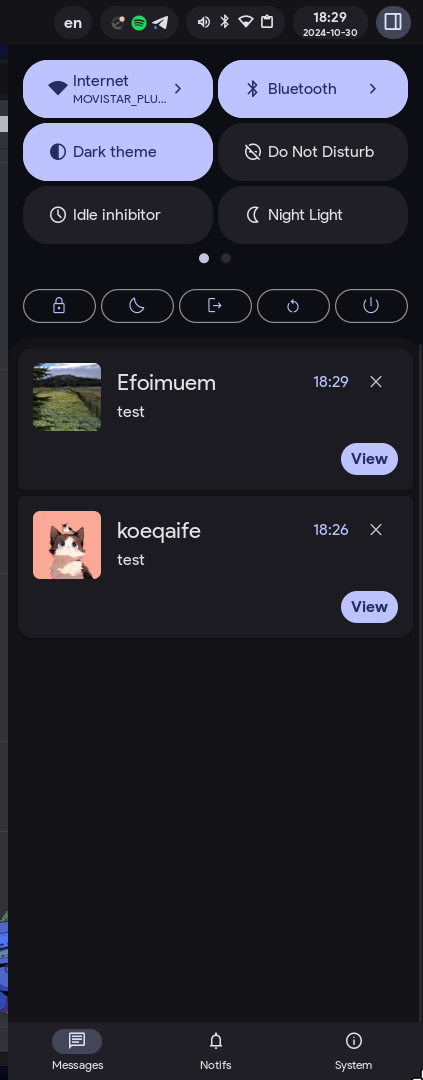 en
18:29
2024-10-30
Internet
MOVISTAR_PLU...
Bluetooth
Dark theme
Do Not Disturb
Idle inhibitor
Night Light
Efoimuem 18:29
test
View
koeqaife 18:26
test
View
Messages Notifs System